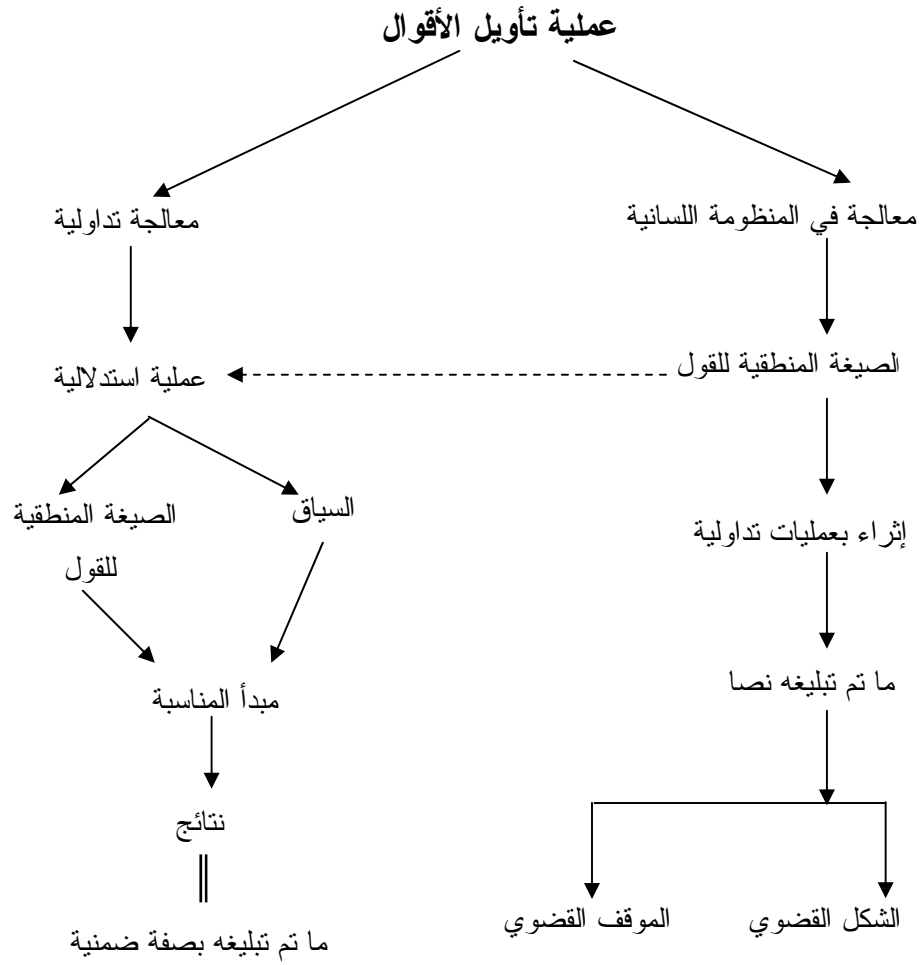 عملية تأويل الأقوال
معالجة في المنظومة اللسانية
معالجة تداولية
الصيغة المنطقية للقول
عملية استدلالية
السياق
الصيغة المنطقية
للقول
إثراء بعمليات تداولية
ما تم تبليغه نصا
مبدأ المناسبة
نتائج
الشكل القضوي
الموقف القضوي
ما تم تبليغه بصفة ضمنية